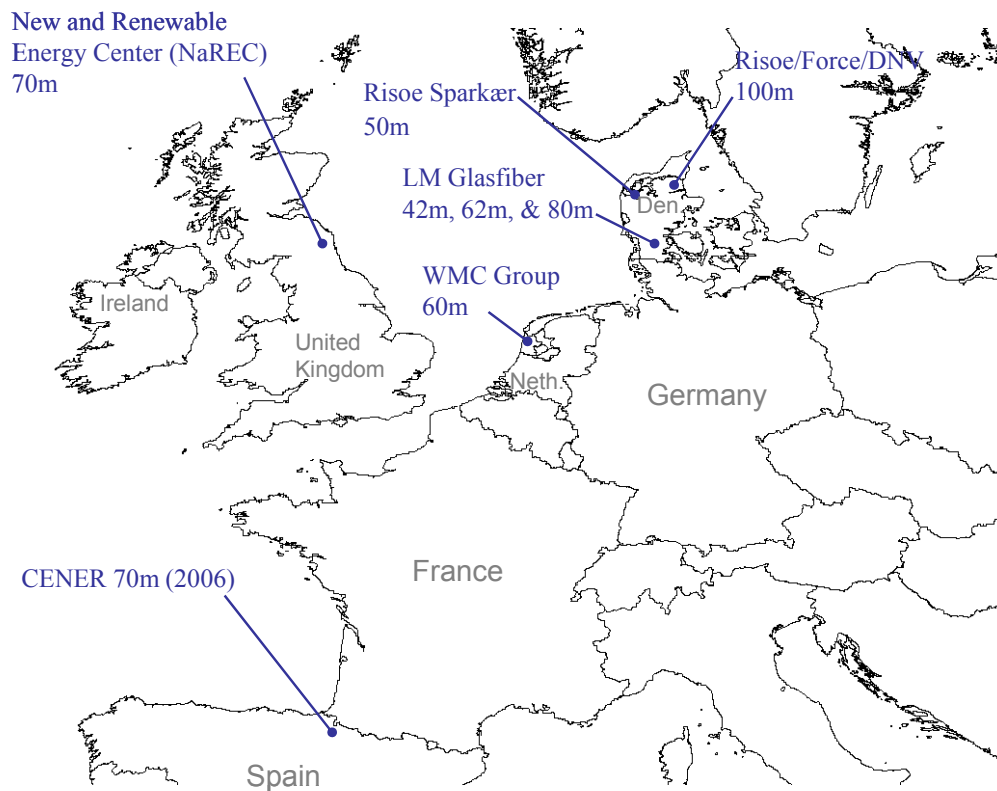 New and Renewable
Energy Center (NaREC)
70m
Risoe/Force/DNV
100m
Risoe Sparkær
50m
LM Glasfiber
42m, 62m, & 80m
Den.
WMC Group
60m
Ireland
United
Kingdom
Neth.
Germany
France
CENER 70m (2006)
Spain